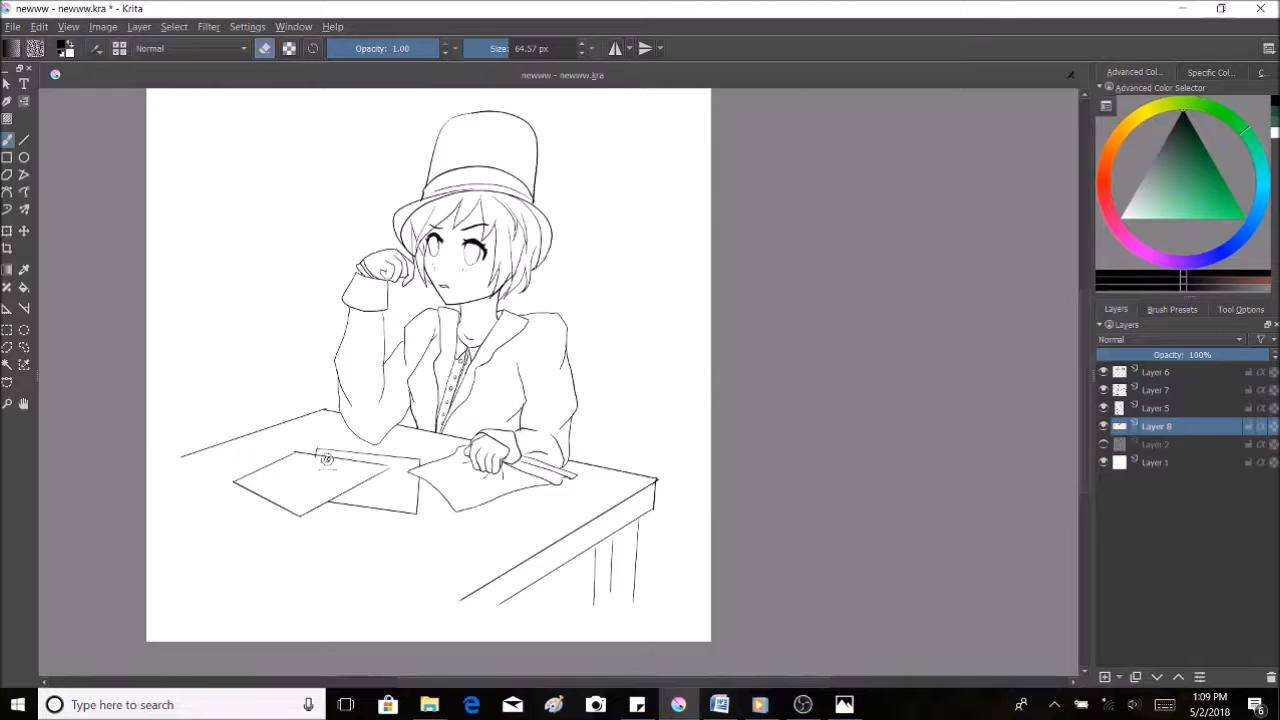 newww - newww.kra * - Krita
File Edit View Image Layer Select Filter Settings Window Help
Normal Opacity: 1.00 Size: 64.57 px
newww - newww.kra
Advanced Col... Specific Col... C...
Advanced Color Selector
Layers Brush Presets Tool Options
Layers
Normal
Opacity: 100%
Layer 6
Layer 7
Layer 5
Layer 8
Layer 2
Layer 1
Type here to search
1:09 PM
5/2/2018
6